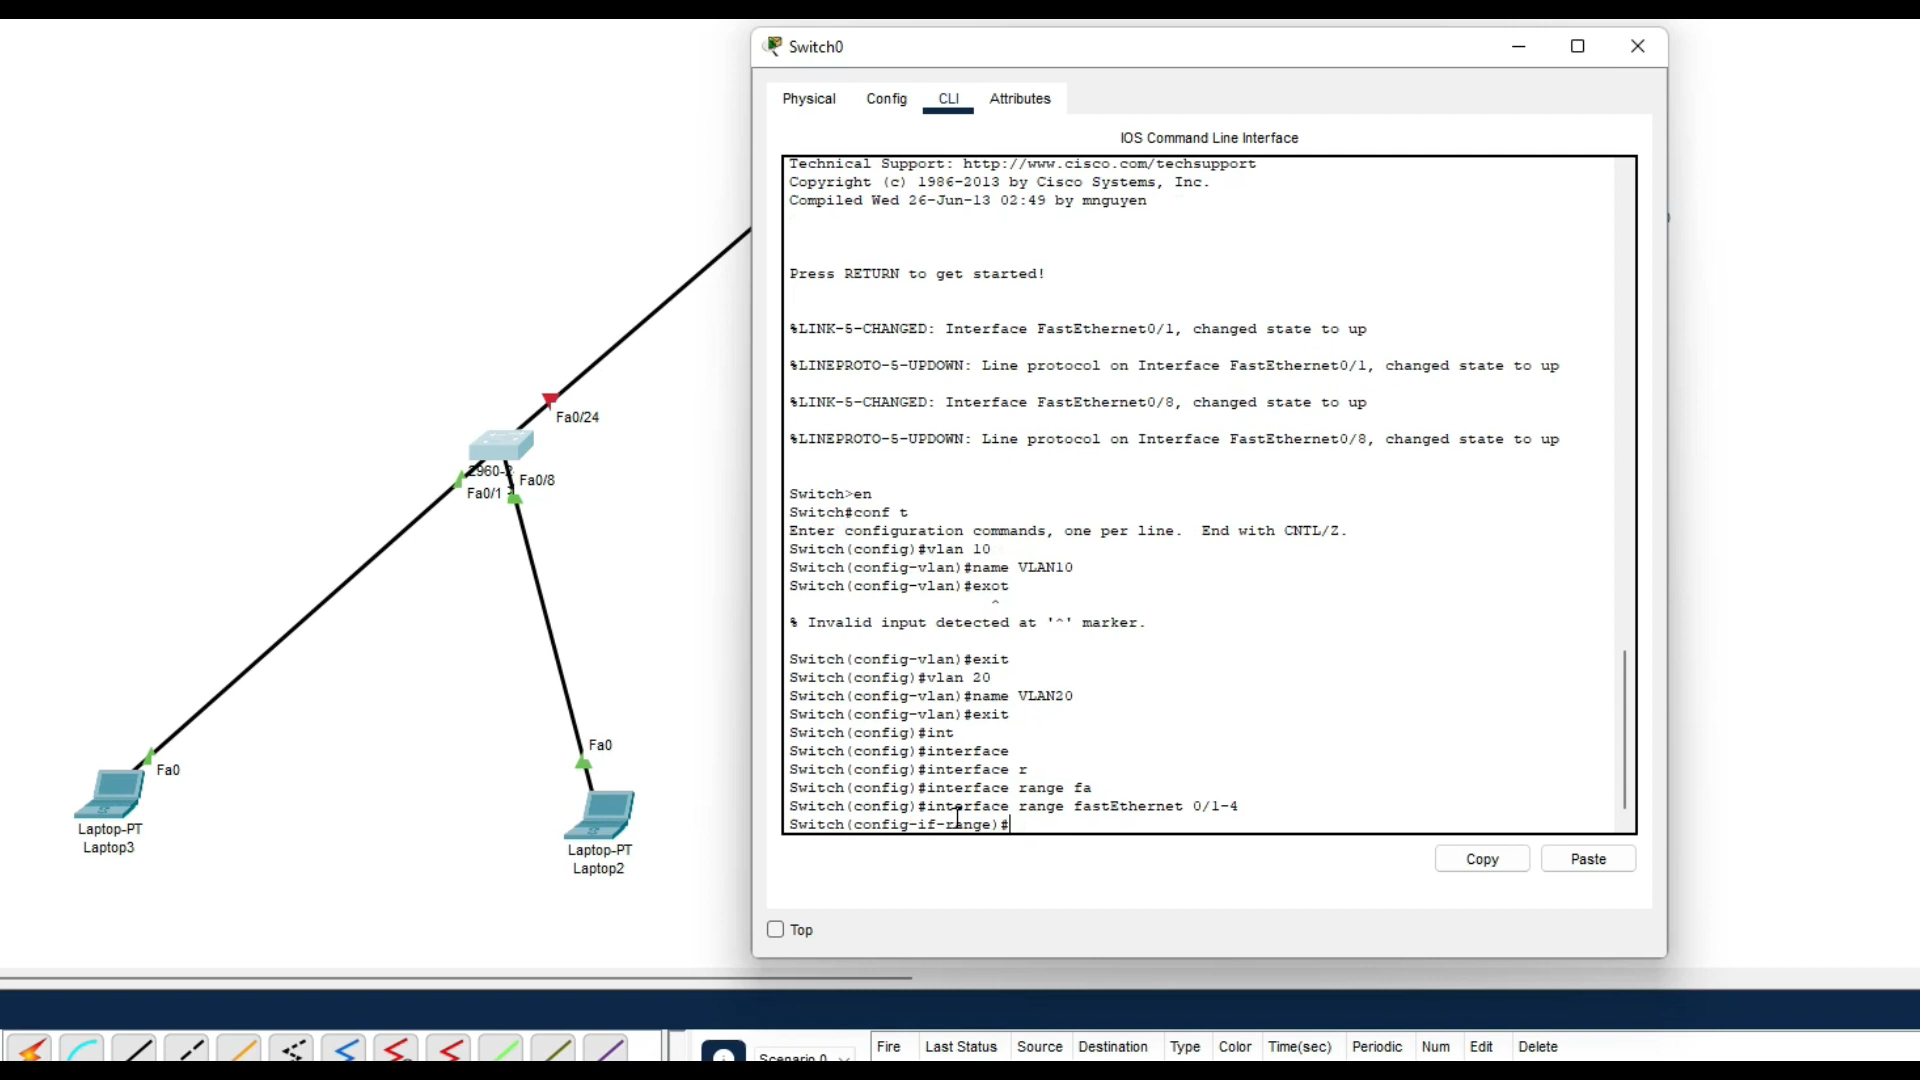 Switch0
Physical
Config
CLI
Attributes
IOS Command Line Interface
Technical Support: http://www.cisco.com/techsupport
Copyright (c) 1986-2013 by Cisco Systems, Inc.
Compiled Wed 26-Jun-13 02:49 by mnguyen
Press RETURN to get started!
%LINK-5-CHANGED: Interface FastEthernet0/1, changed state to up
%LINEPROTO-5-UPDOWN: Line protocol on Interface FastEthernet0/1, changed state to up
%LINK-5-CHANGED: Interface FastEthernet0/8, changed state to up
%LINEPROTO-5-UPDOWN: Line protocol on Interface FastEthernet0/8, changed state to up
Switch>en
Switch#conf t
Enter configuration commands, one per line.  End with CNTL/Z.
Switch(config)#vlan 10
Switch(config-vlan)#name VLAN10
Switch(config-vlan)#exot
^
% Invalid input detected at '^' marker.
Switch(config-vlan)#exit
Switch(config)#vlan 20
Switch(config-vlan)#name VLAN20
Switch(config-vlan)#exit
Switch(config)#int
Switch(config)#interface
Switch(config)#interface r
Switch(config)#interface range fa
Switch(config)#interface range fastEthernet 0/1-4
Switch(config-if-range)#
Copy
Paste
Top
Fa0/24
Fa0/8
Fa0/1
Fa0
Fa0
Laptop-PT
Laptop3
Laptop-PT
Laptop2
Scenario 0
Fire
Last Status
Source
Destination
Type
Color
Time(sec)
Periodic
Num
Edit
Delete